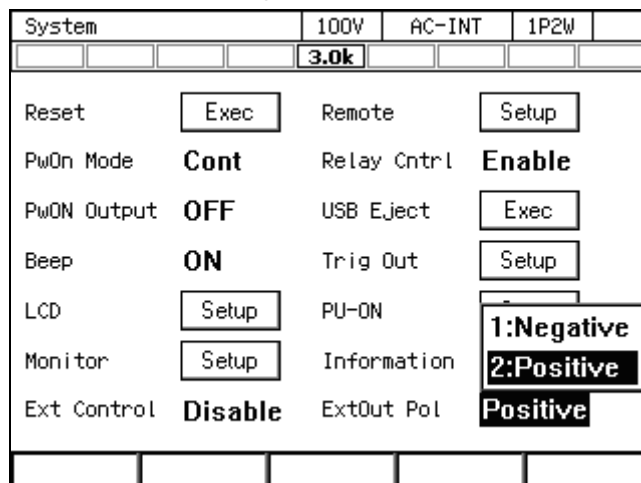 System 100V AC-INT 1P2W
3.0k
Reset Exec Remote Setup
PwOn Mode Cont Relay Cntrl Enable
PwON Output OFF USB Eject Exec
Beep ON Trig Out Setup
LCD Setup PU-ON
1:Negative
Monitor Setup Information 2:Positive
Ext Control Disable ExtOut Pol Positive